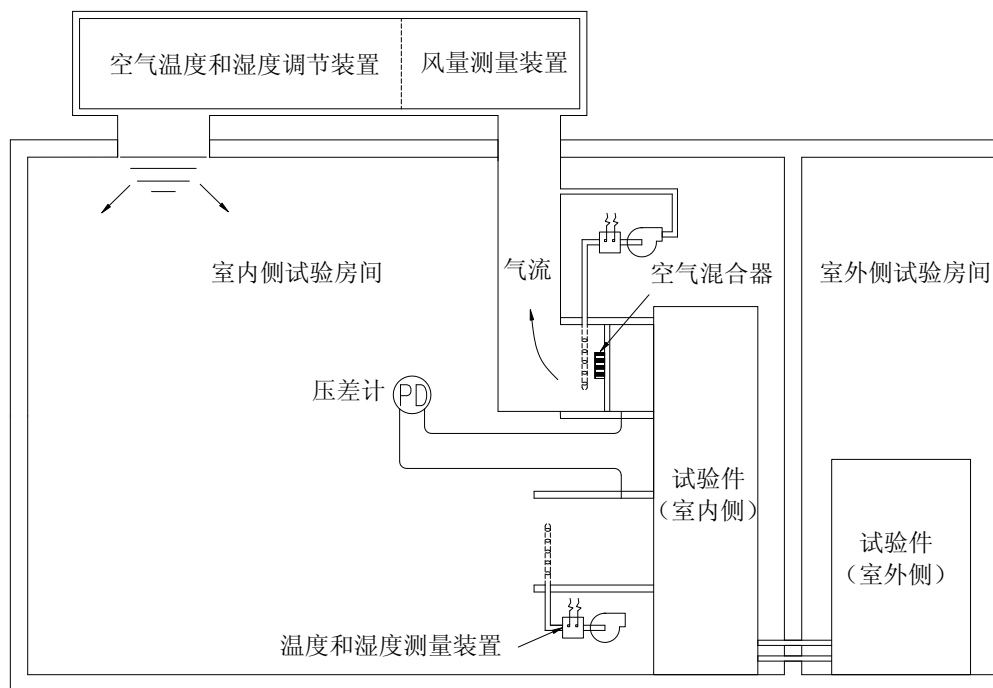 空气温度和湿度调节装置
风量测量装置
室内侧试验房间
气流
空气混合器
室外侧试验房间
压差计
PD
试验件
（室内侧）
试验件
（室外侧）
温度和湿度测量装置